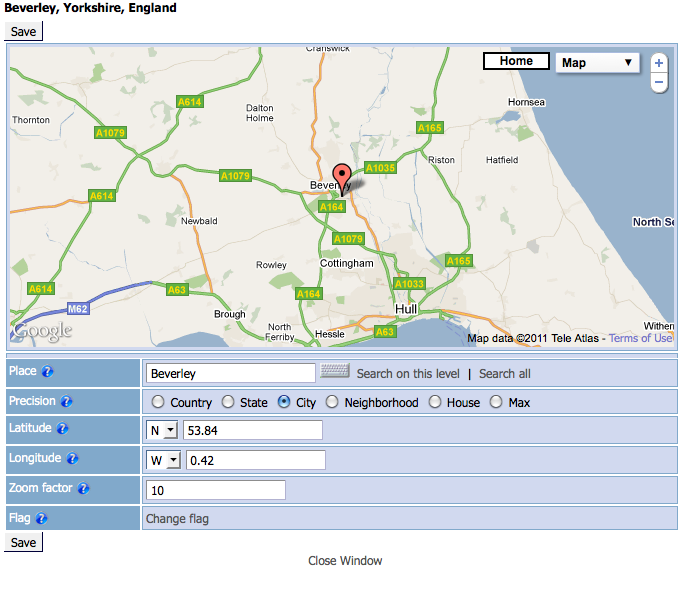 Beverley, Yorkshire, England
Save
Cranswick
Home
Map
+
−
A614
Dalton
Holme
Hornsea
Thornton
A1079
A165
Riston
Hatfield
A1035
A1079
Beverley
A614
A164
Newbald
North Se
A1079
Rowley
Cottingham
A165
A614
A63
A164
A1033
M62
Brough
Hull
North
Ferriby
Hessle
A63
Withern
Google
Map data ©2011 Tele Atlas - Terms of Use
Place ?
Beverley
Search on this level | Search all
Precision ?
Country State City Neighborhood House Max
Latitude ?
N 53.84
Longitude ?
W 0.42
Zoom factor ?
10
Flag ?
Change flag
Save
Close Window